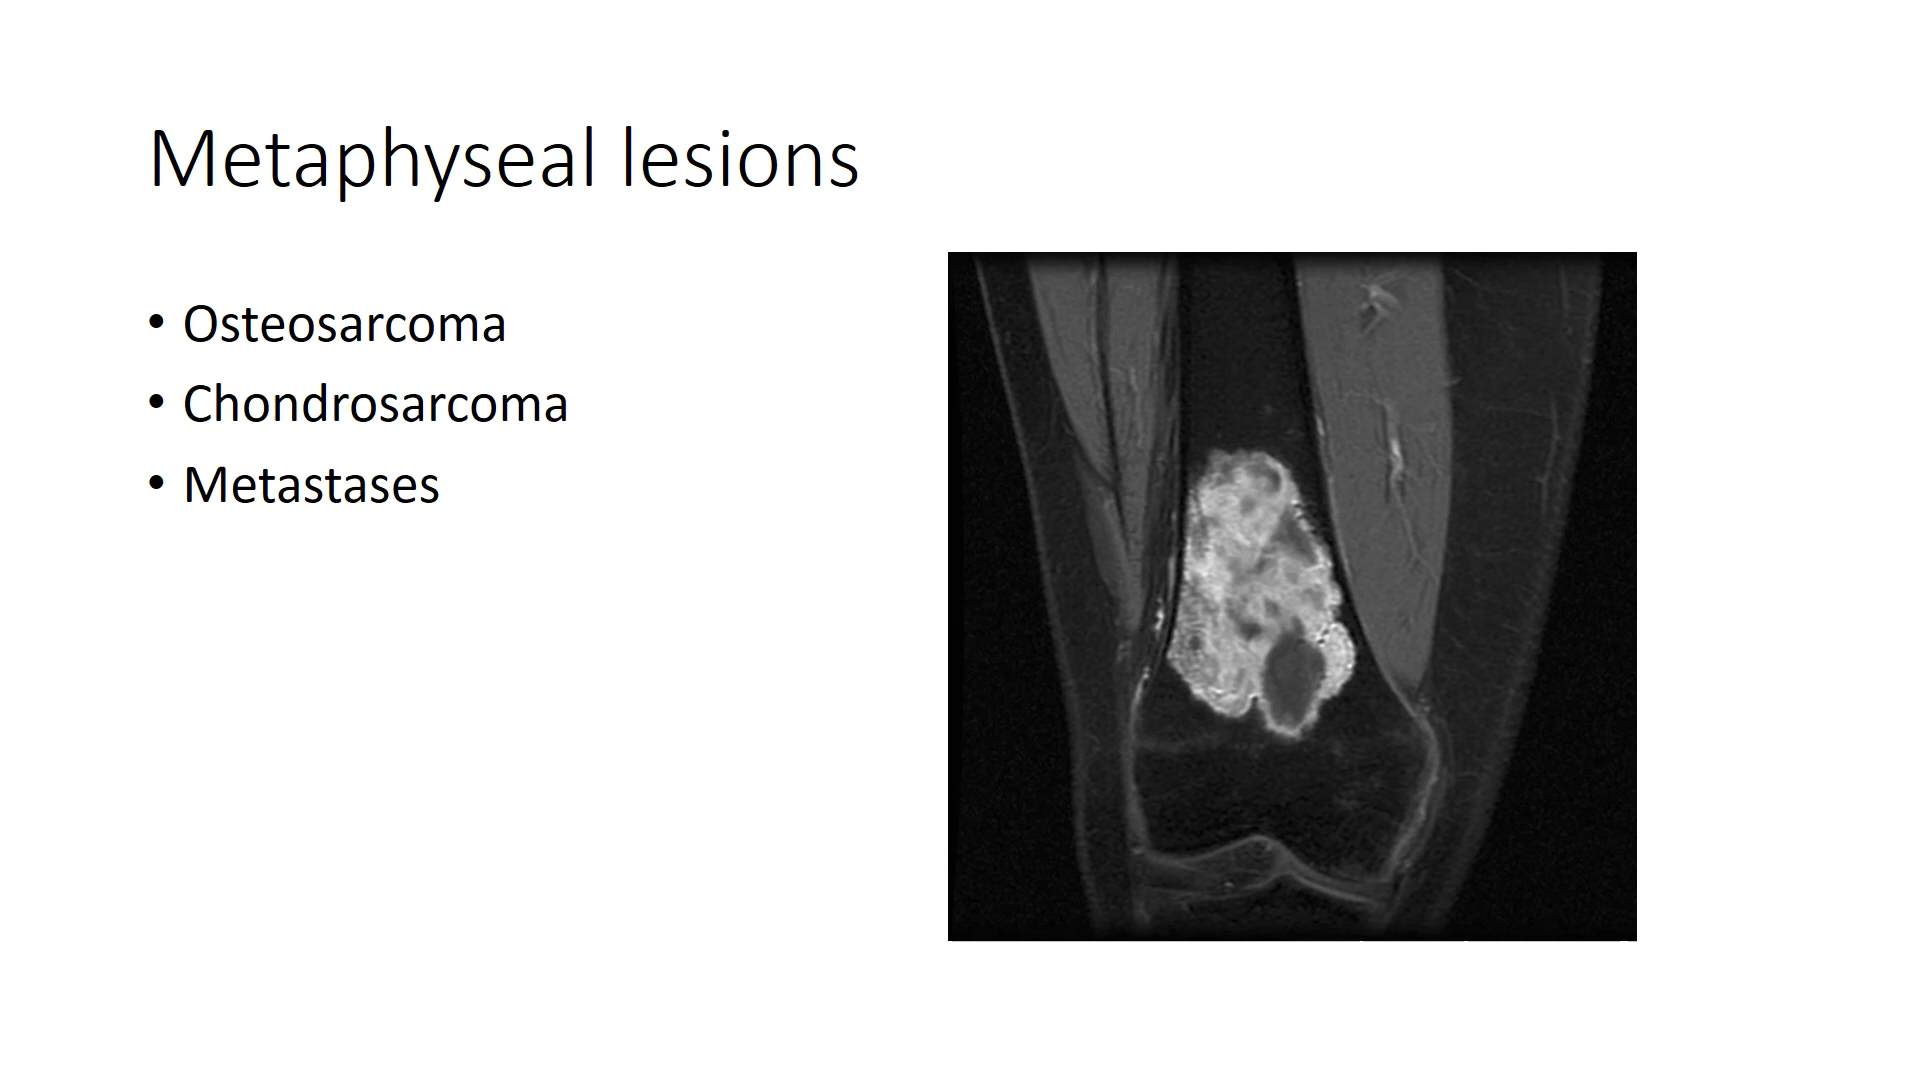 Metaphyseal lesions
• Osteosarcoma
• Chondrosarcoma
• Metastases